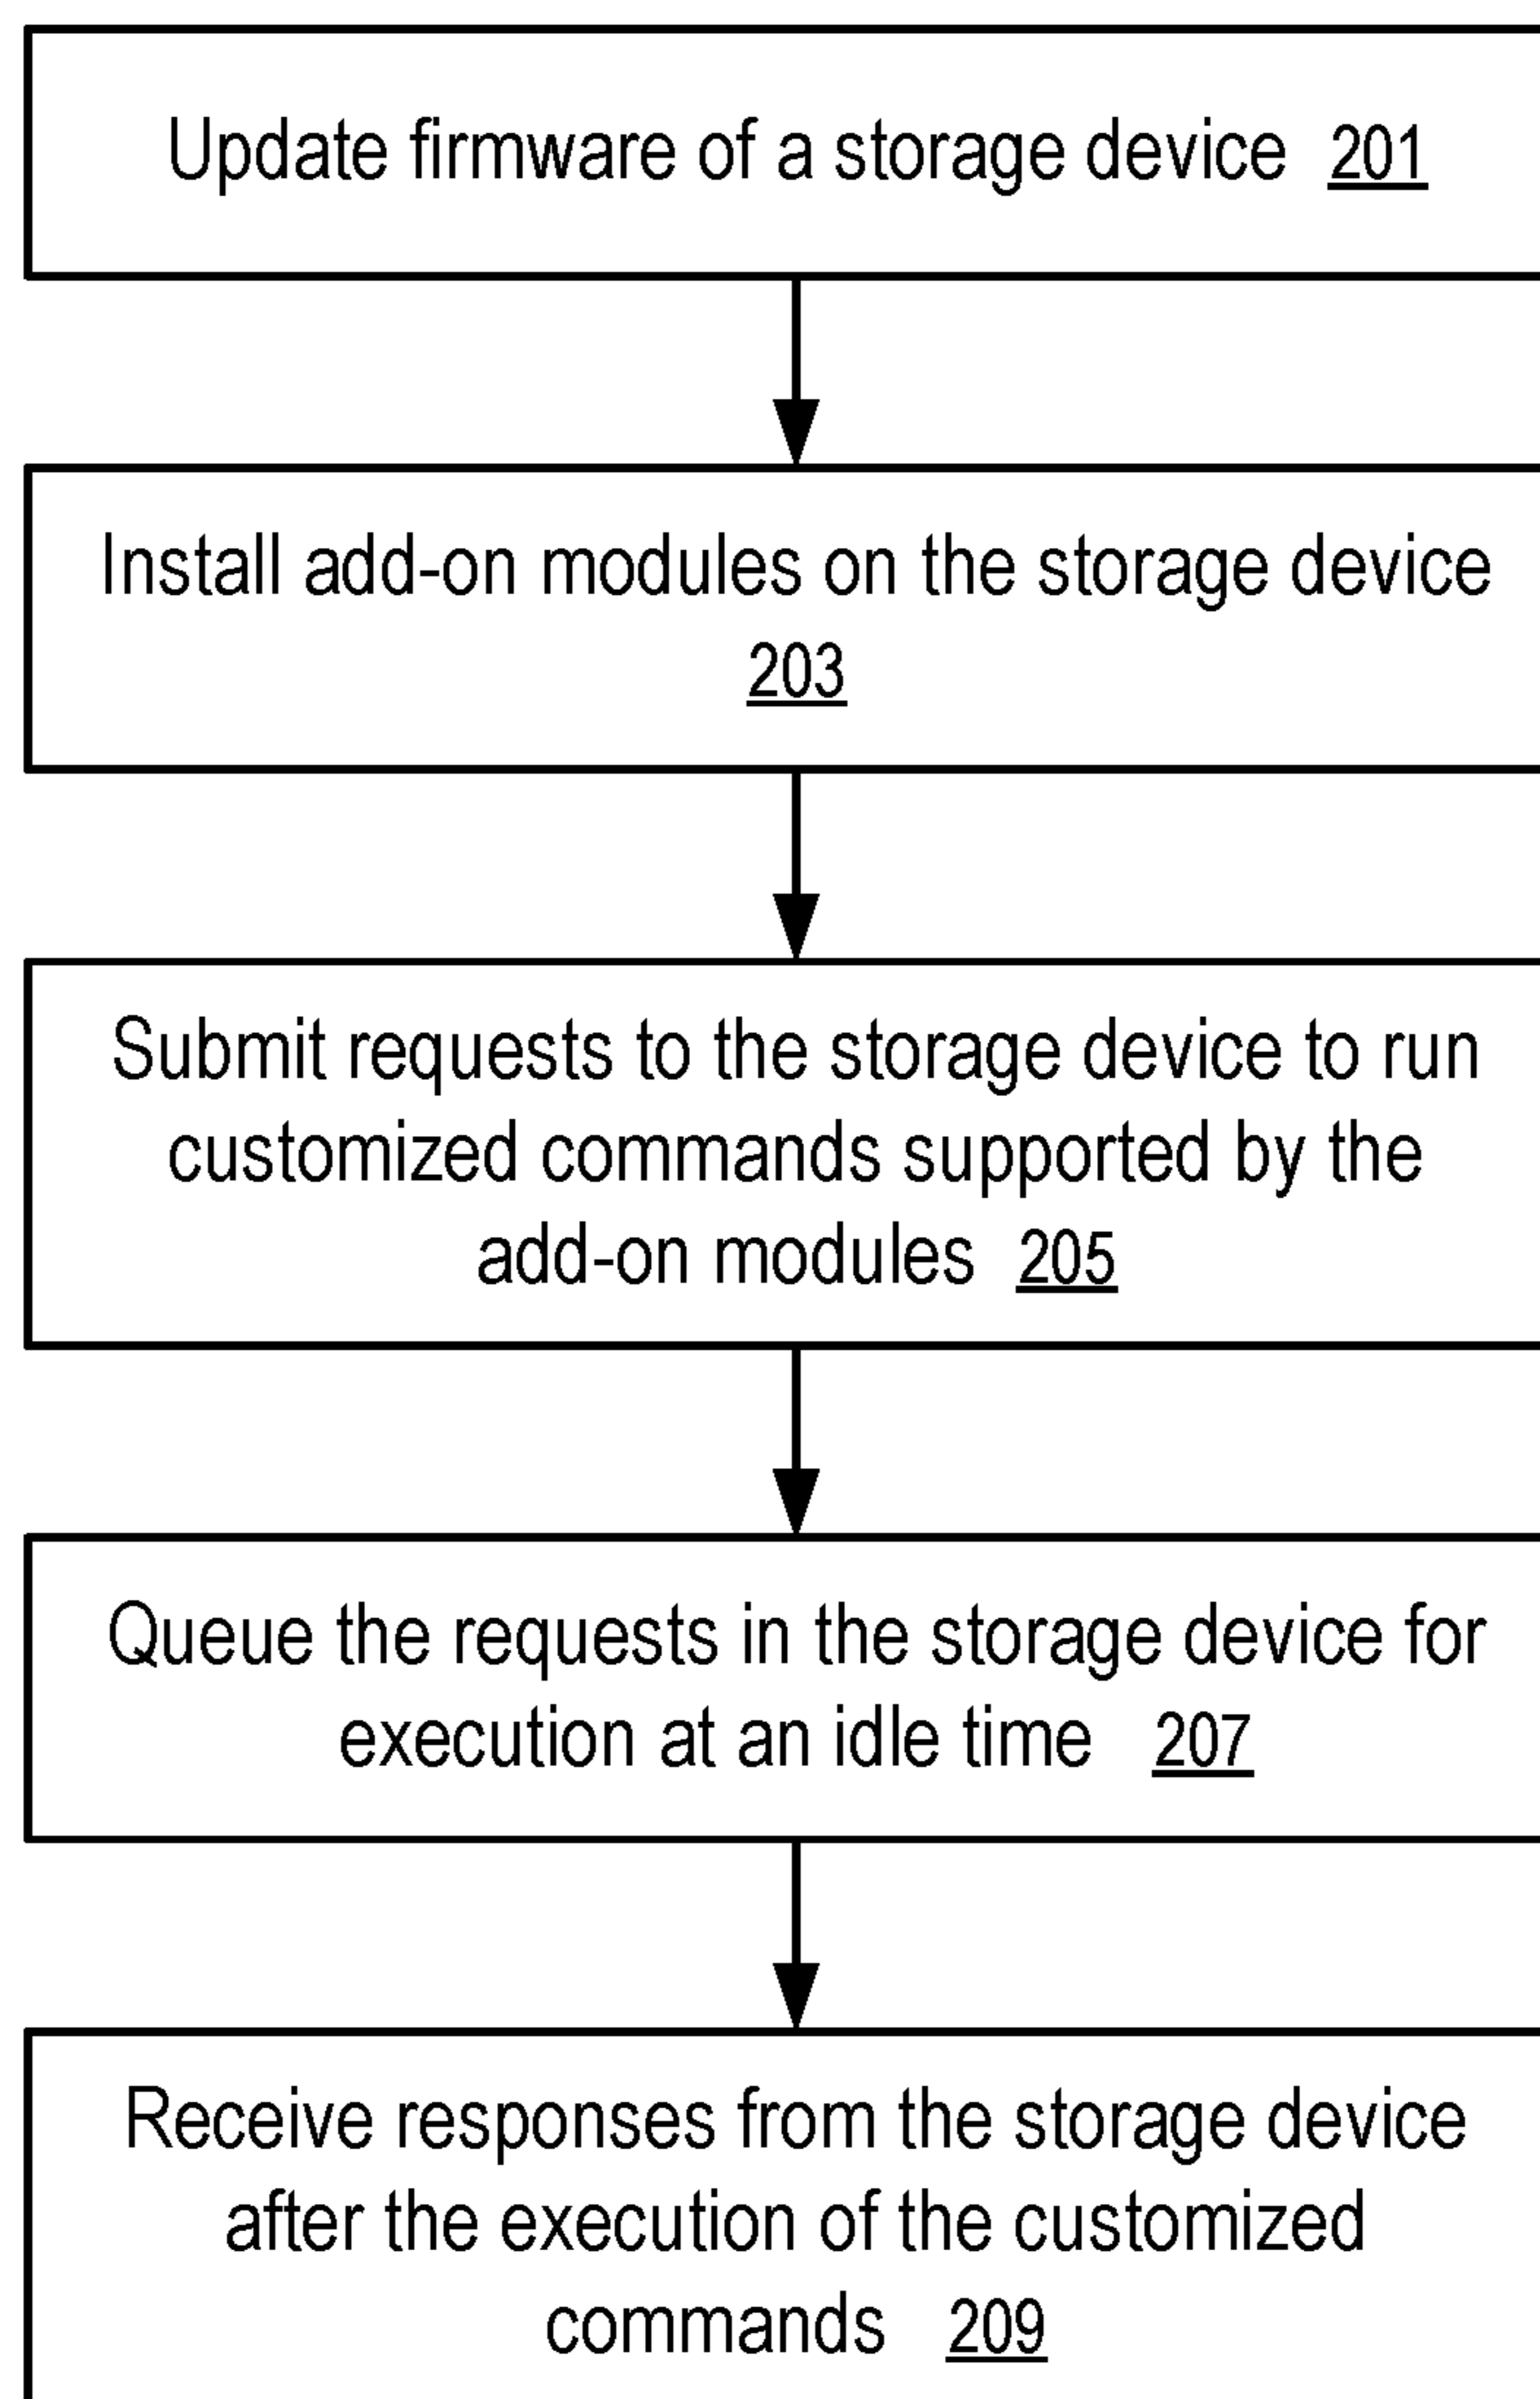 Update firmware of a storage device 201
Install add-on modules on the storage device
203
Submit requests to the storage device to run
customized commands supported by the
add-on modules 205
Queue the requests in the storage device for
execution at an idle time 207
Receive responses from the storage device
after the execution of the customized
commands 209